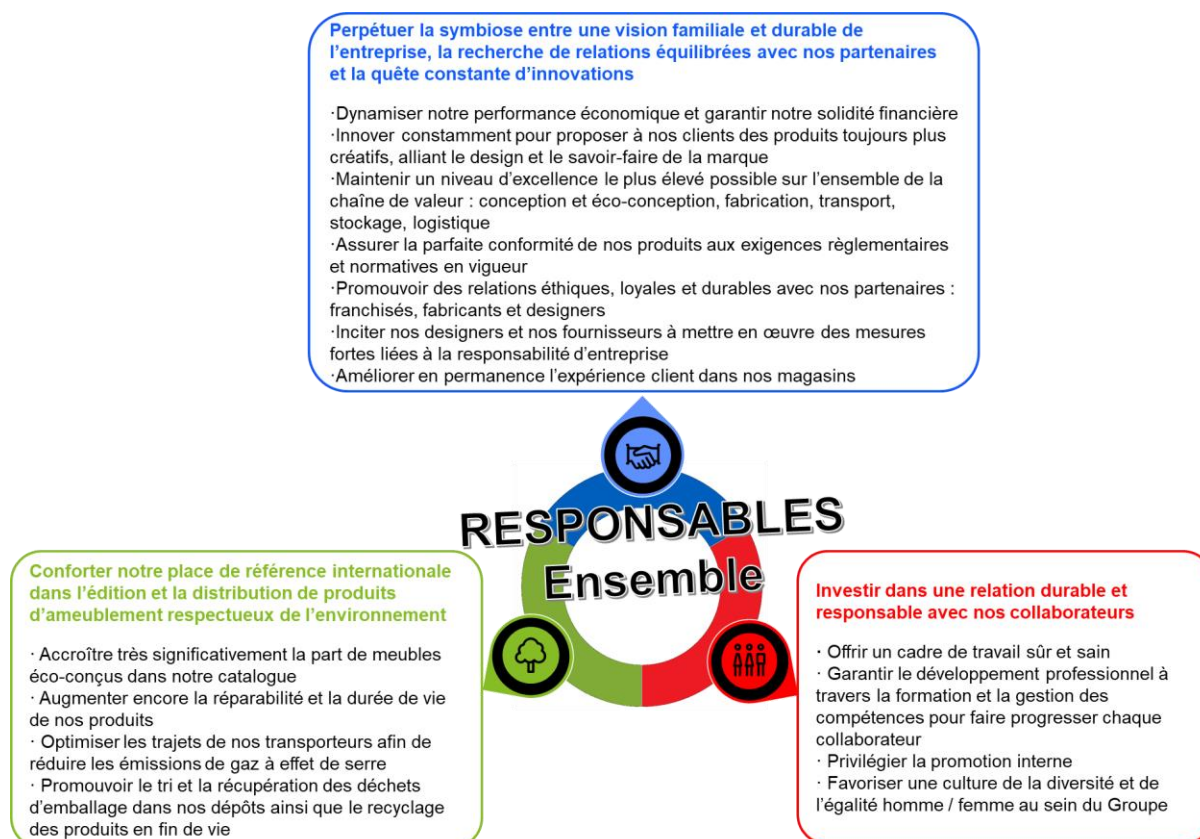 Perpétuer la symbiose entre une vision familiale et durable de
l'entreprise, la recherche de relations équilibrées avec nos partenaires
et la quête constante d'innovations
·Dynamiser notre performance économique et garantir notre solidité financière
·Innover constamment pour proposer à nos clients des produits toujours plus
créatifs, alliant le design et le savoir-faire de la marque
·Maintenir un niveau d'excellence le plus élevé possible sur l'ensemble de la
chaîne de valeur : conception et éco-conception, fabrication, transport,
stockage, logistique
·Assurer la parfaite conformité de nos produits aux exigences règlementaires
et normatives en vigueur
·Promouvoir des relations éthiques, loyales et durables avec nos partenaires :
franchisés, fabricants et designers
·Inciter nos designers et nos fournisseurs à mettre en œuvre des mesures
fortes liées à la responsabilité d'entreprise
·Améliorer en permanence l'expérience client dans nos magasins
RESPONSABLES
Ensemble
Conforter notre place de référence internationale
dans l'édition et la distribution de produits
d'ameublement respectueux de l'environnement
· Accroître très significativement la part de meubles
éco-conçus dans notre catalogue
· Augmenter encore la réparabilité et la durée de vie
de nos produits
· Optimiser les trajets de nos transporteurs afin de
réduire les émissions de gaz à effet de serre
· Promouvoir le tri et la récupération des déchets
d'emballage dans nos dépôts ainsi que le recyclage
des produits en fin de vie
Investir dans une relation durable et
responsable avec nos collaborateurs
· Offrir un cadre de travail sûr et sain
· Garantir le développement professionnel à
travers la formation et la gestion des
compétences pour faire progresser chaque
collaborateur
· Privilégier la promotion interne
· Favoriser une culture de la diversité et de
l'égalité homme / femme au sein du Groupe